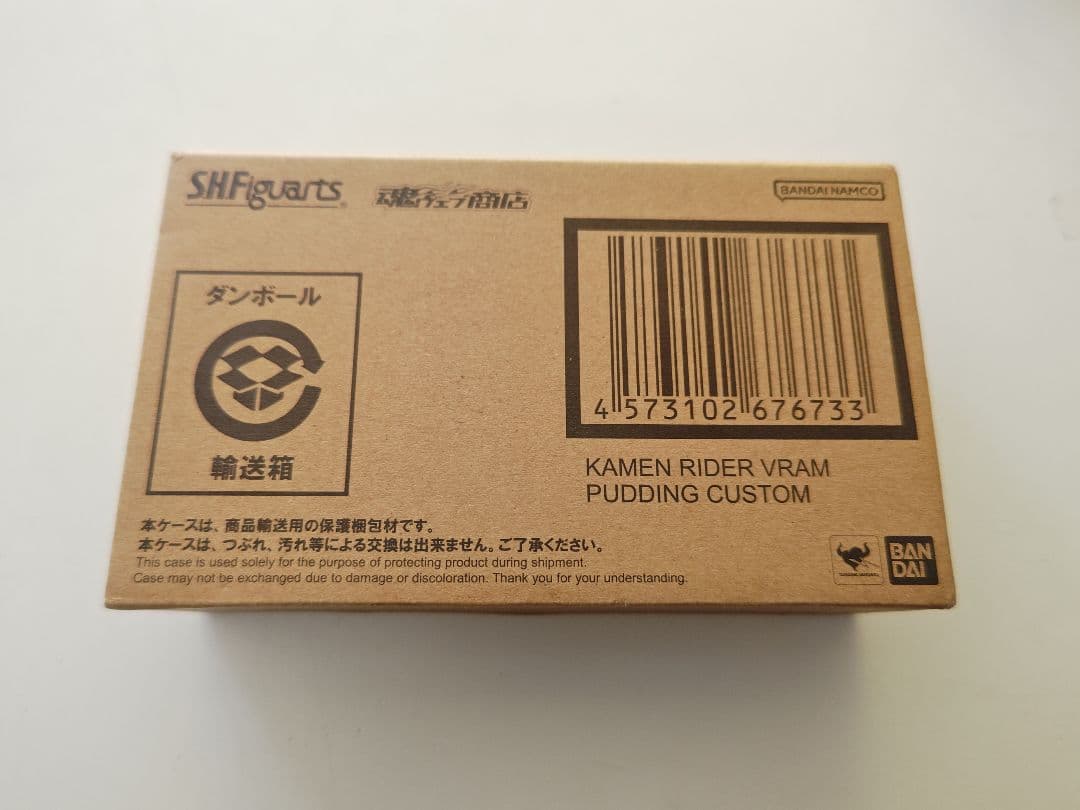 S.H.Figuarts
魂ウェブ商店
BANDAI NAMCO
ダンボール
輸送箱
4 573102 676733
KAMEN RIDER VRAM
PUDDING CUSTOM
本ケースは、商品輸送用の保護梱包材です。
本ケースは、つぶれ、汚れ等による交換は出来ません。ご了承ください。
This case is used solely for the purpose of protecting product during shipment.
Case may not be exchanged due to damage or discoloration. Thank you for your understanding.
BAN
DAI